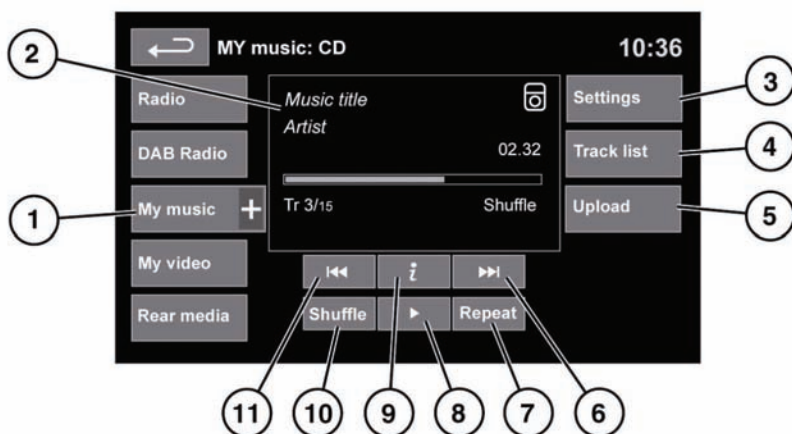 MY music: CD
10:36
2
1
Radio
DAB Radio
My music +
My video
Rear media
Music title
Artist
02.32
Tr 3/15 Shuffle
Settings
Track list
Upload
3
4
5
i
Shuffle
Repeat
11 10 9 8 7 6